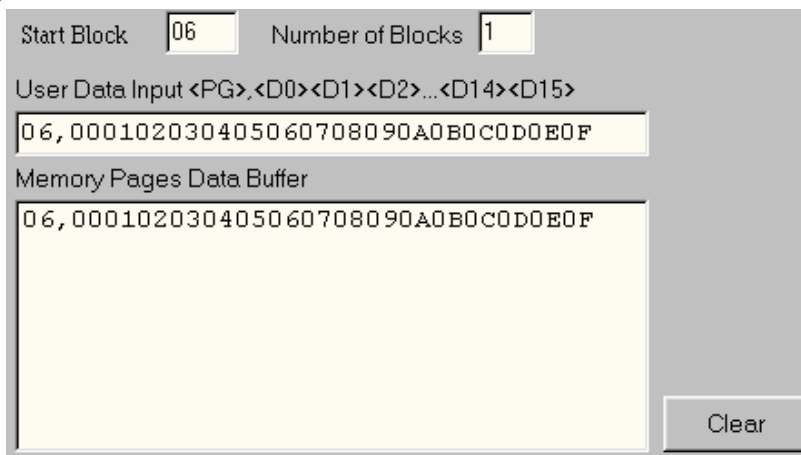 Start Block 06 Number of Blocks 1
User Data Input <PG>,<D0><D1><D2>...<D14><D15>
06,000102030405060708090A0B0C0D0E0F
Memory Pages Data Buffer
06,000102030405060708090A0B0C0D0E0F
Clear